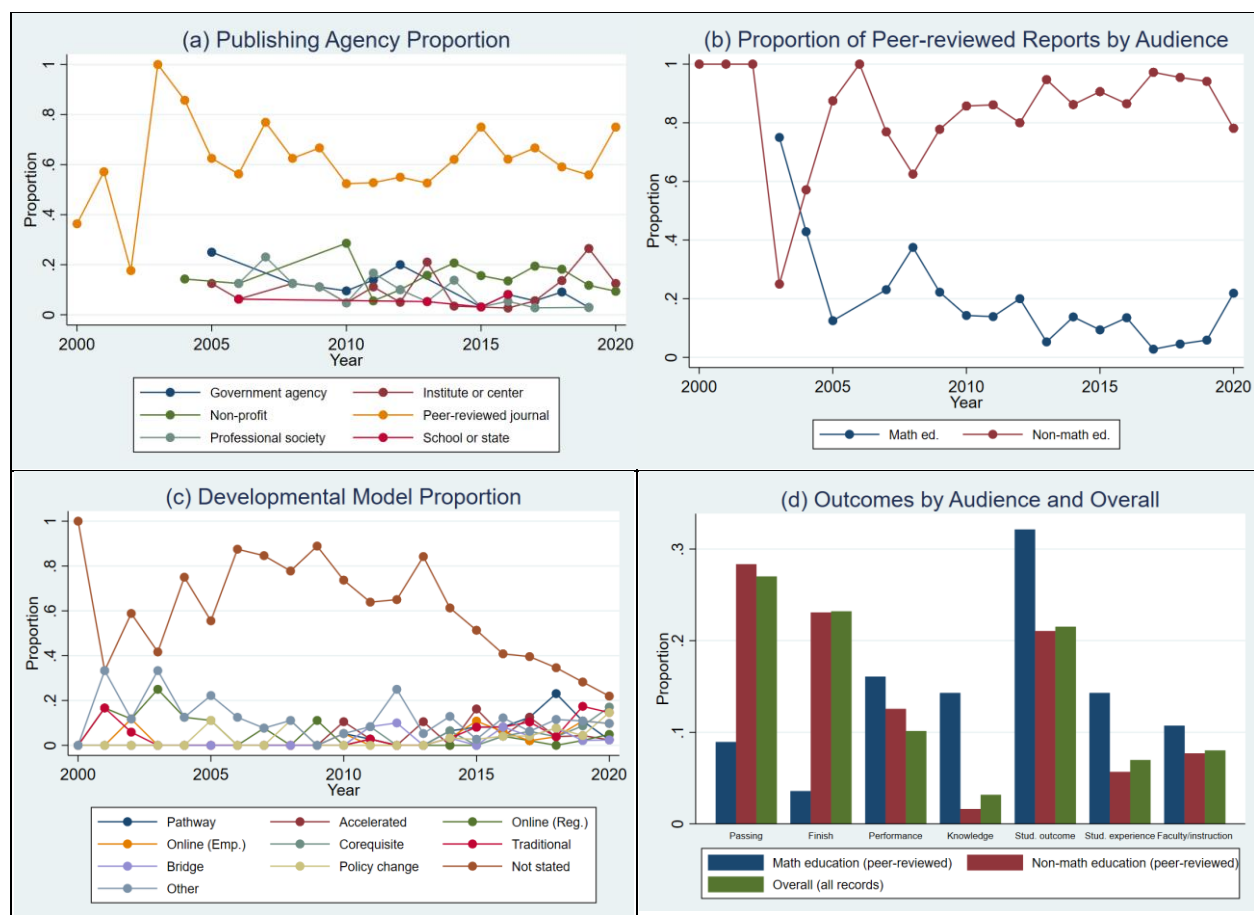 (a) Publishing Agency Proportion
1
.8
.6
.4
.2
0
Proportion
2000 2005 2010 2015 2020
Year
Government agency Institute or center
Non-profit Peer-reviewed journal
Professional society School or state
(b) Proportion of Peer-reviewed Reports by Audience
1
.8
.6
.4
.2
0
Proportion
2000 2005 2010 2015 2020
Year
Math ed. Non-math ed.
(c) Developmental Model Proportion
1
.8
.6
.4
.2
0
Proportion
2000 2005 2010 2015 2020
Year
Pathway Accelerated Online (Reg.)
Online (Emp.) Corequisite Traditional
Bridge Policy change Not stated
Other
(d) Outcomes by Audience and Overall
.3
.2
.1
0
Proportion
Passing Finish Performance Knowledge Stud. outcome Stud. experience Faculty/instruction
Math education (peer-reviewed) Non-math education (peer-reviewed)
Overall (all records)